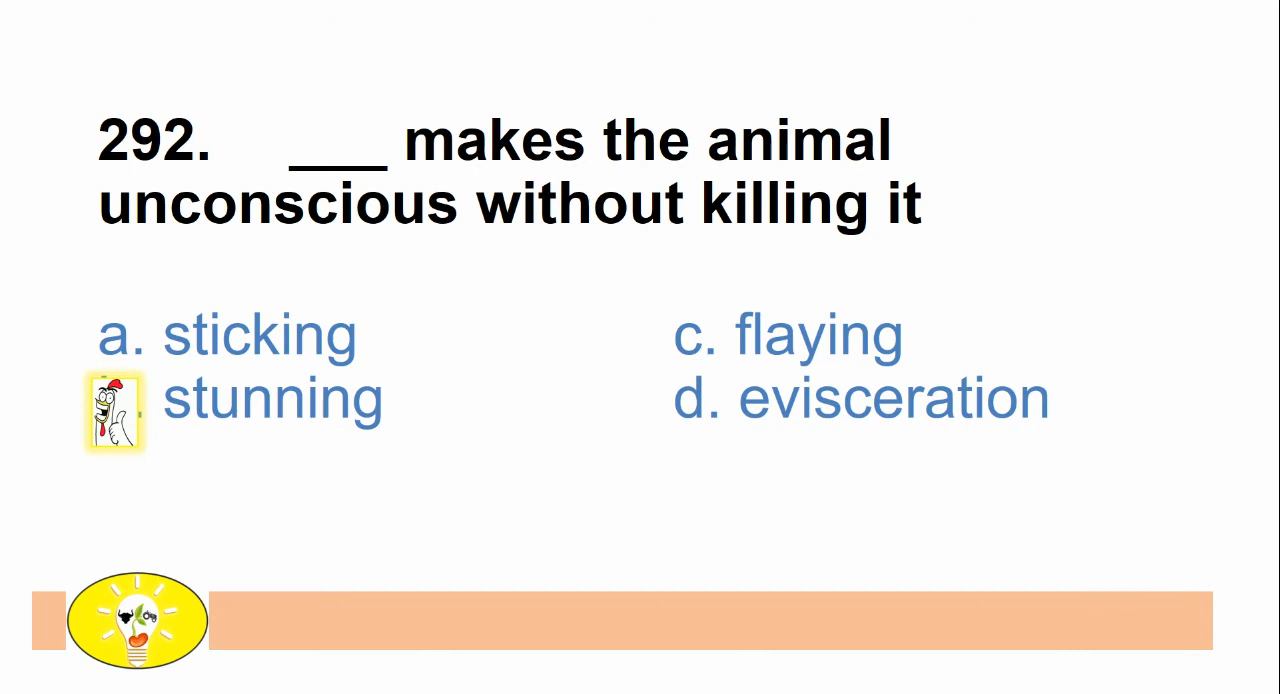 292. ___ makes the animal
unconscious without killing it
a. sticking
c. flaying
. stunning
d. evisceration